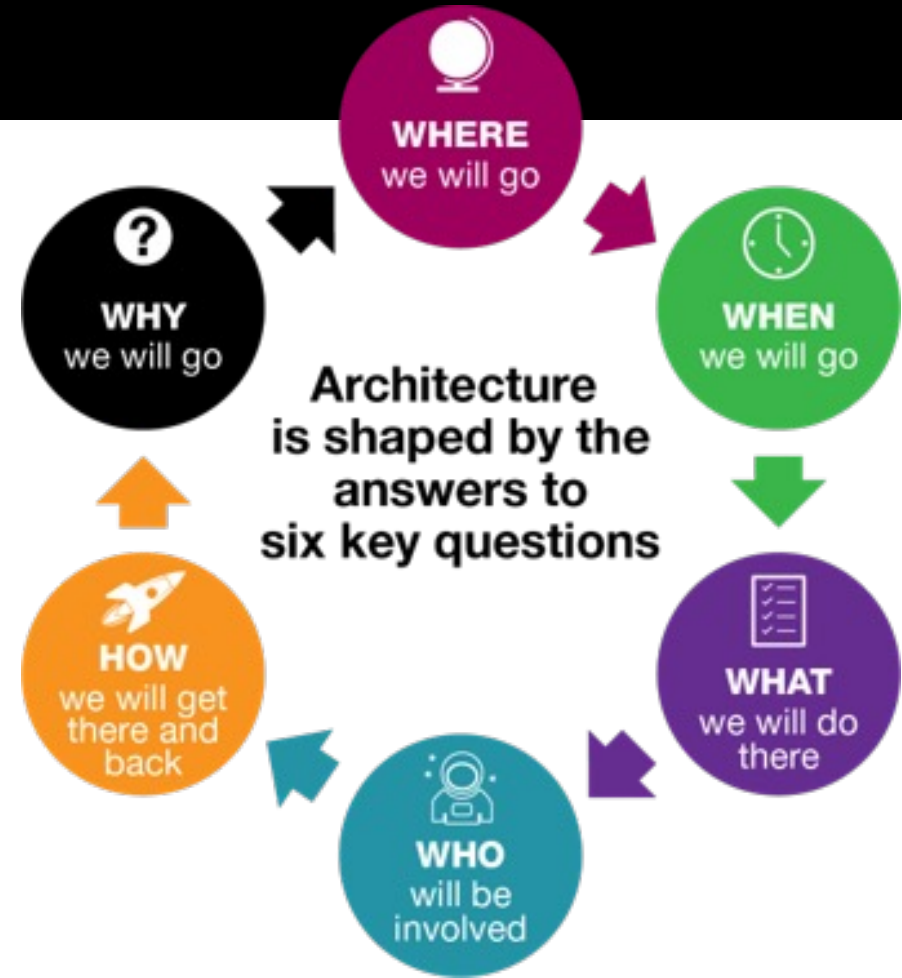 WHERE
we will go
WHEN
we will go
WHAT
we will do
there
WHO
will be
involved
HOW
we will get
there and
back
?
WHY
we will go
Architecture
is shaped by the
answers to
six key questions